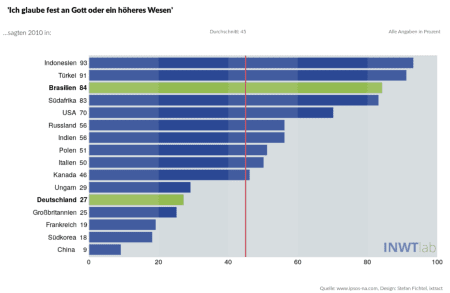 'Ich glaube fest an Gott oder ein höheres Wesen'
...sagten 2010 in:
Durchschnitt: 45
Alle Angaben in Prozent
Indonesien 93
Türkei 91
Brasilien 84
Südafrika 83
USA 70
Russland 56
Indien 56
Polen 51
Italien 50
Kanada 46
Ungarn 29
Deutschland 27
Großbritannien 25
Frankreich 19
Südkorea 18
China 9
INWTlab
0 20 40 60 80 100
Quelle: www.ipsos-na.com, Design: Stefan Fichtel, ixtract